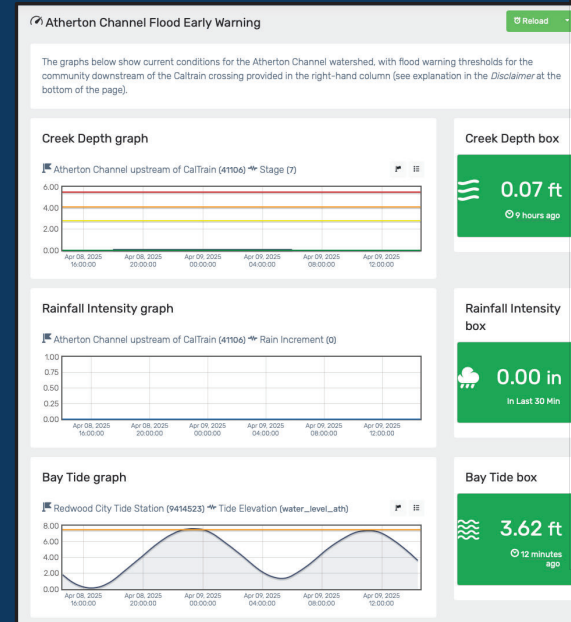 Atherton Channel Flood Early Warning
Reload
The graphs below show current conditions for the Atherton Channel watershed, with flood warning thresholds for the
community downstream of the Caltrain crossing provided in the right-hand column (see explanation in the Disclaimer at the
bottom of the page).
Creek Depth graph
Atherton Channel upstream of CalTrain (41106) Stage (7)
6.00
4.00
2.00
0.00
Apr 08, 2025 16:00:00
Apr 08, 2025 20:00:00
Apr 09, 2025 00:00:00
Apr 09, 2025 04:00:00
Apr 09, 2025 08:00:00
Apr 09, 2025 12:00:00
Creek Depth box
0.07 ft
9 hours ago
Rainfall Intensity graph
Atherton Channel upstream of CalTrain (41106) Rain Increment (0)
1.00
0.75
0.50
0.25
0.00
Apr 08, 2025 16:00:00
Apr 08, 2025 20:00:00
Apr 09, 2025 00:00:00
Apr 09, 2025 04:00:00
Apr 09, 2025 08:00:00
Apr 09, 2025 12:00:00
Rainfall Intensity
box
0.00 in
In Last 30 Min
Bay Tide graph
Redwood City Tide Station (9414523) Tide Elevation (water_level_ath)
8.00
6.00
4.00
2.00
0.00
Apr 08, 2025 16:00:00
Apr 08, 2025 20:00:00
Apr 09, 2025 00:00:00
Apr 09, 2025 04:00:00
Apr 09, 2025 08:00:00
Apr 09, 2025 12:00:00
Bay Tide box
3.62 ft
12 minutes
ago